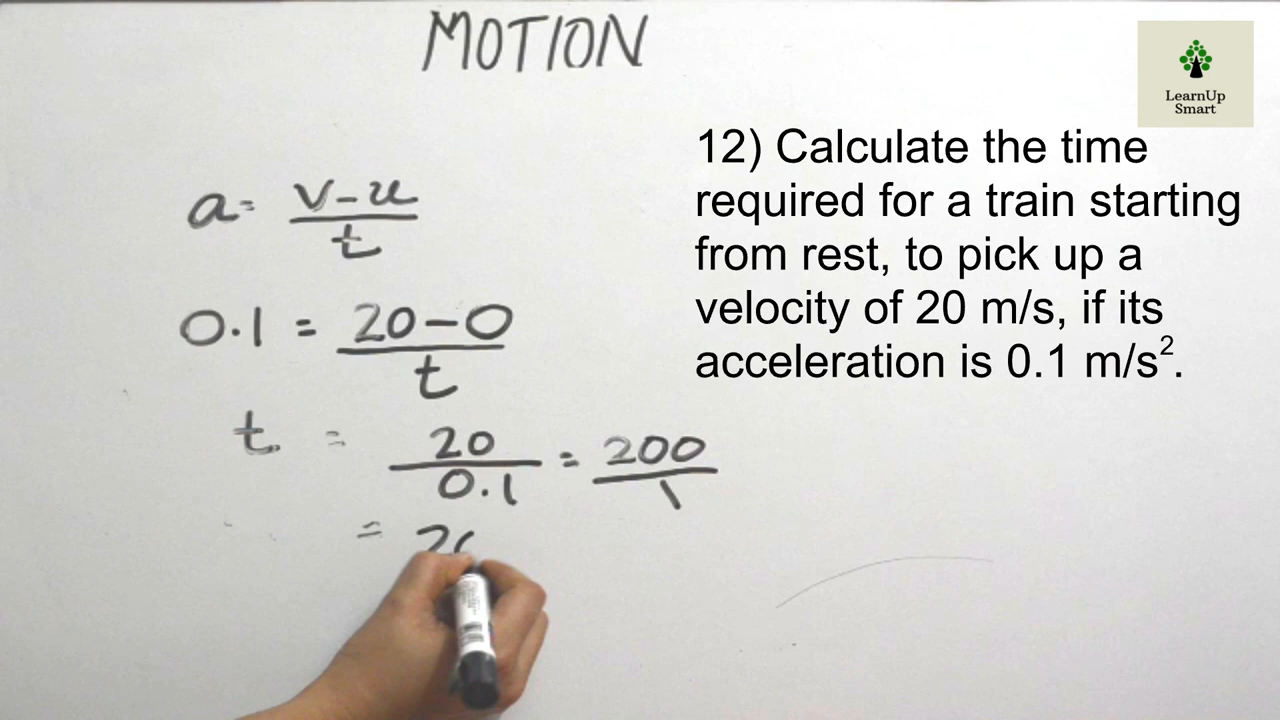 MOTION
LearnUp
Smart
12) Calculate the time
required for a train starting
from rest, to pick up a
velocity of 20 m/s, if its
acceleration is 0.1 m/s².
a = v-u/t
0.1 = 20-0/t
t = 20/0.1 = 200/1
= 20